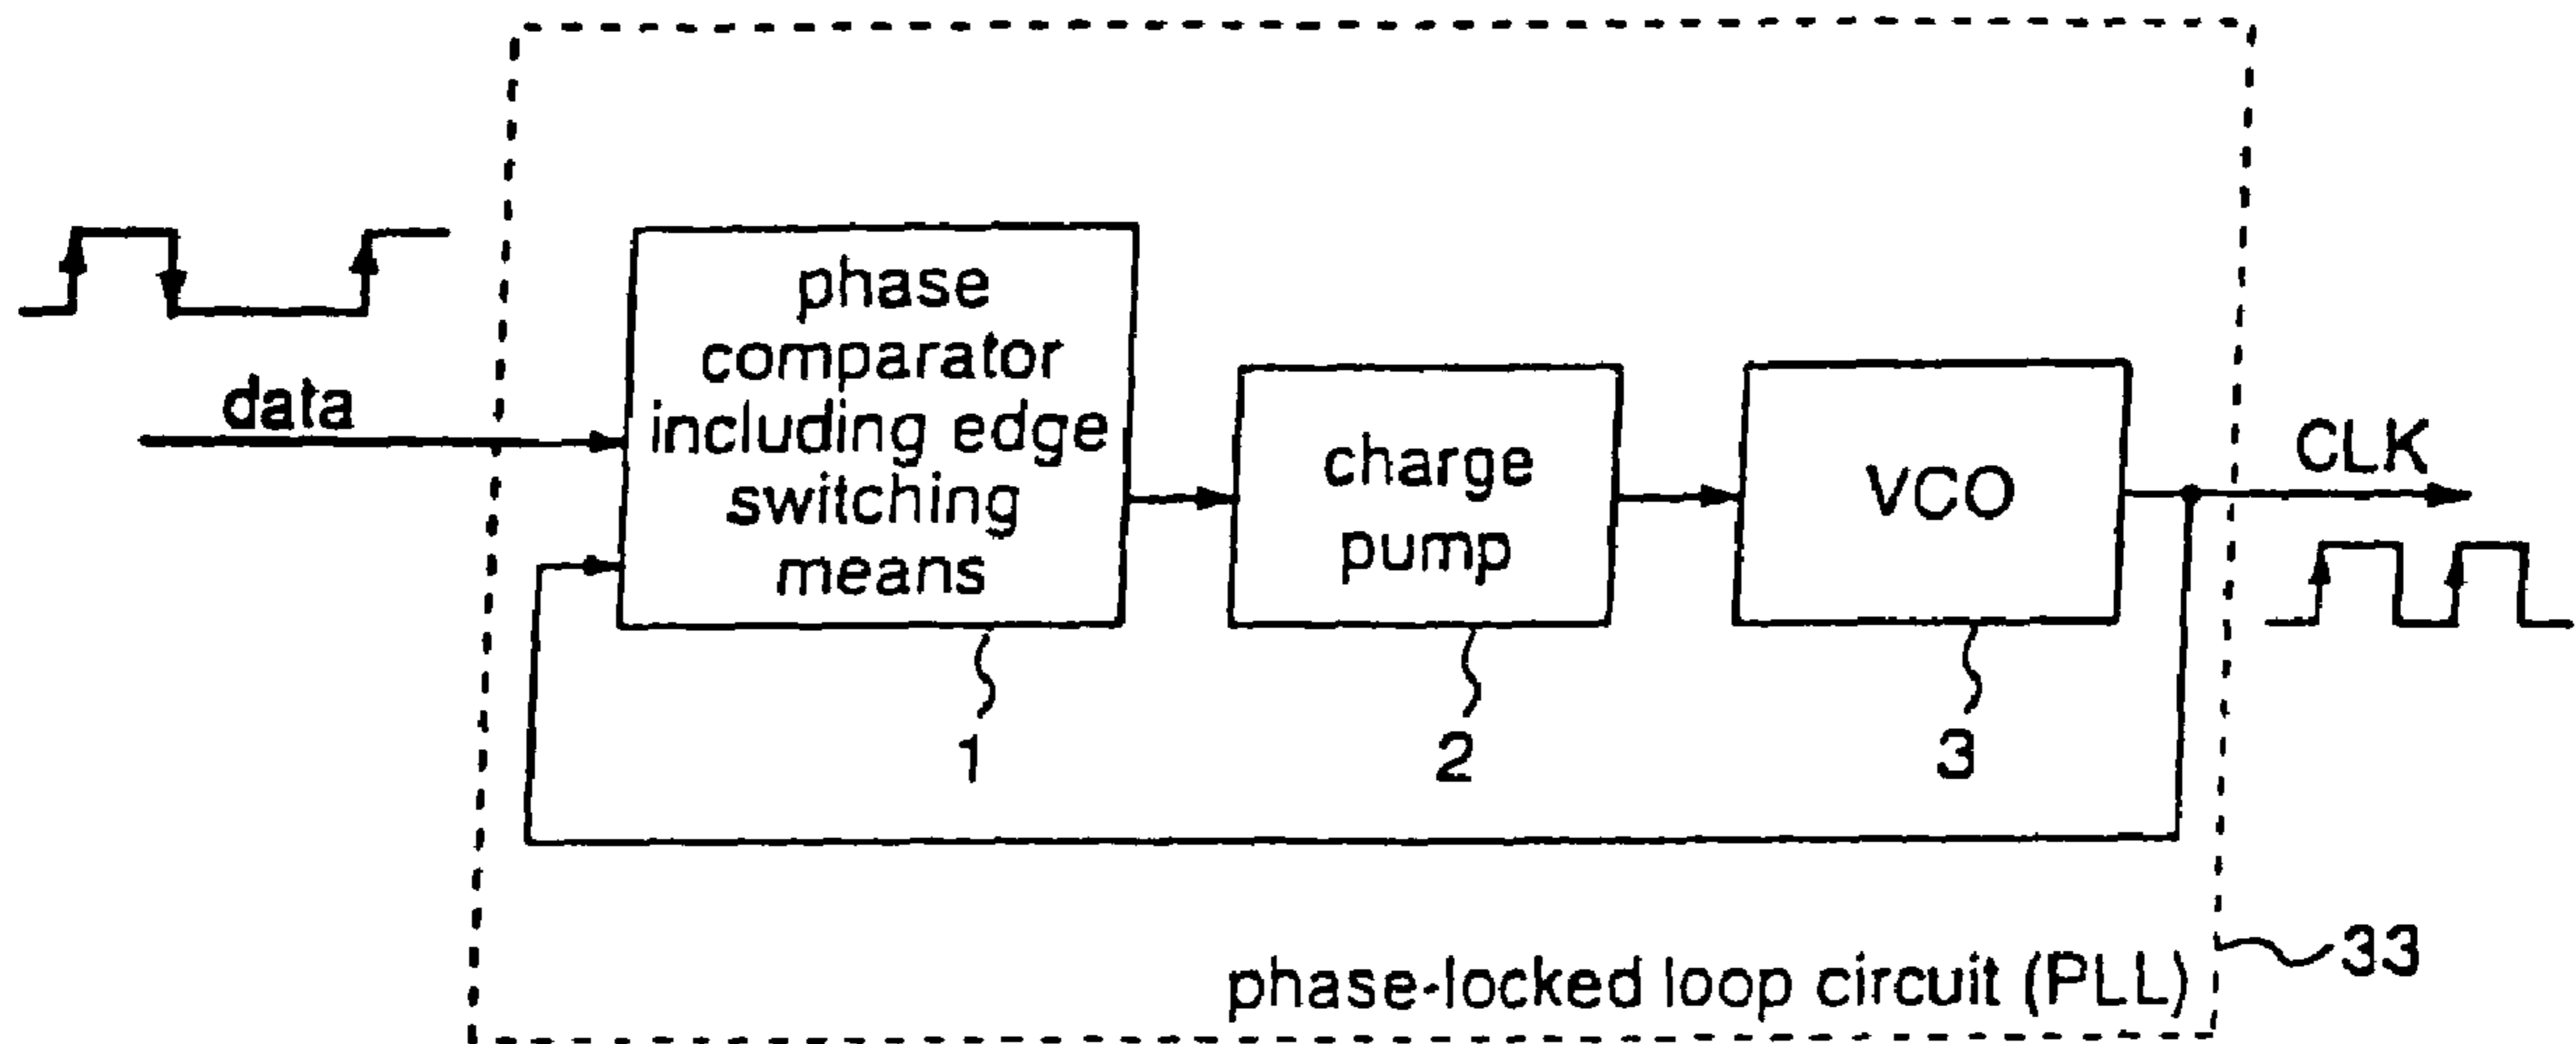 phase
comparator
including edge
switching
means
data
charge
pump
VCO
CLK
1
2
3
33
phase-locked loop circuit (PLL)